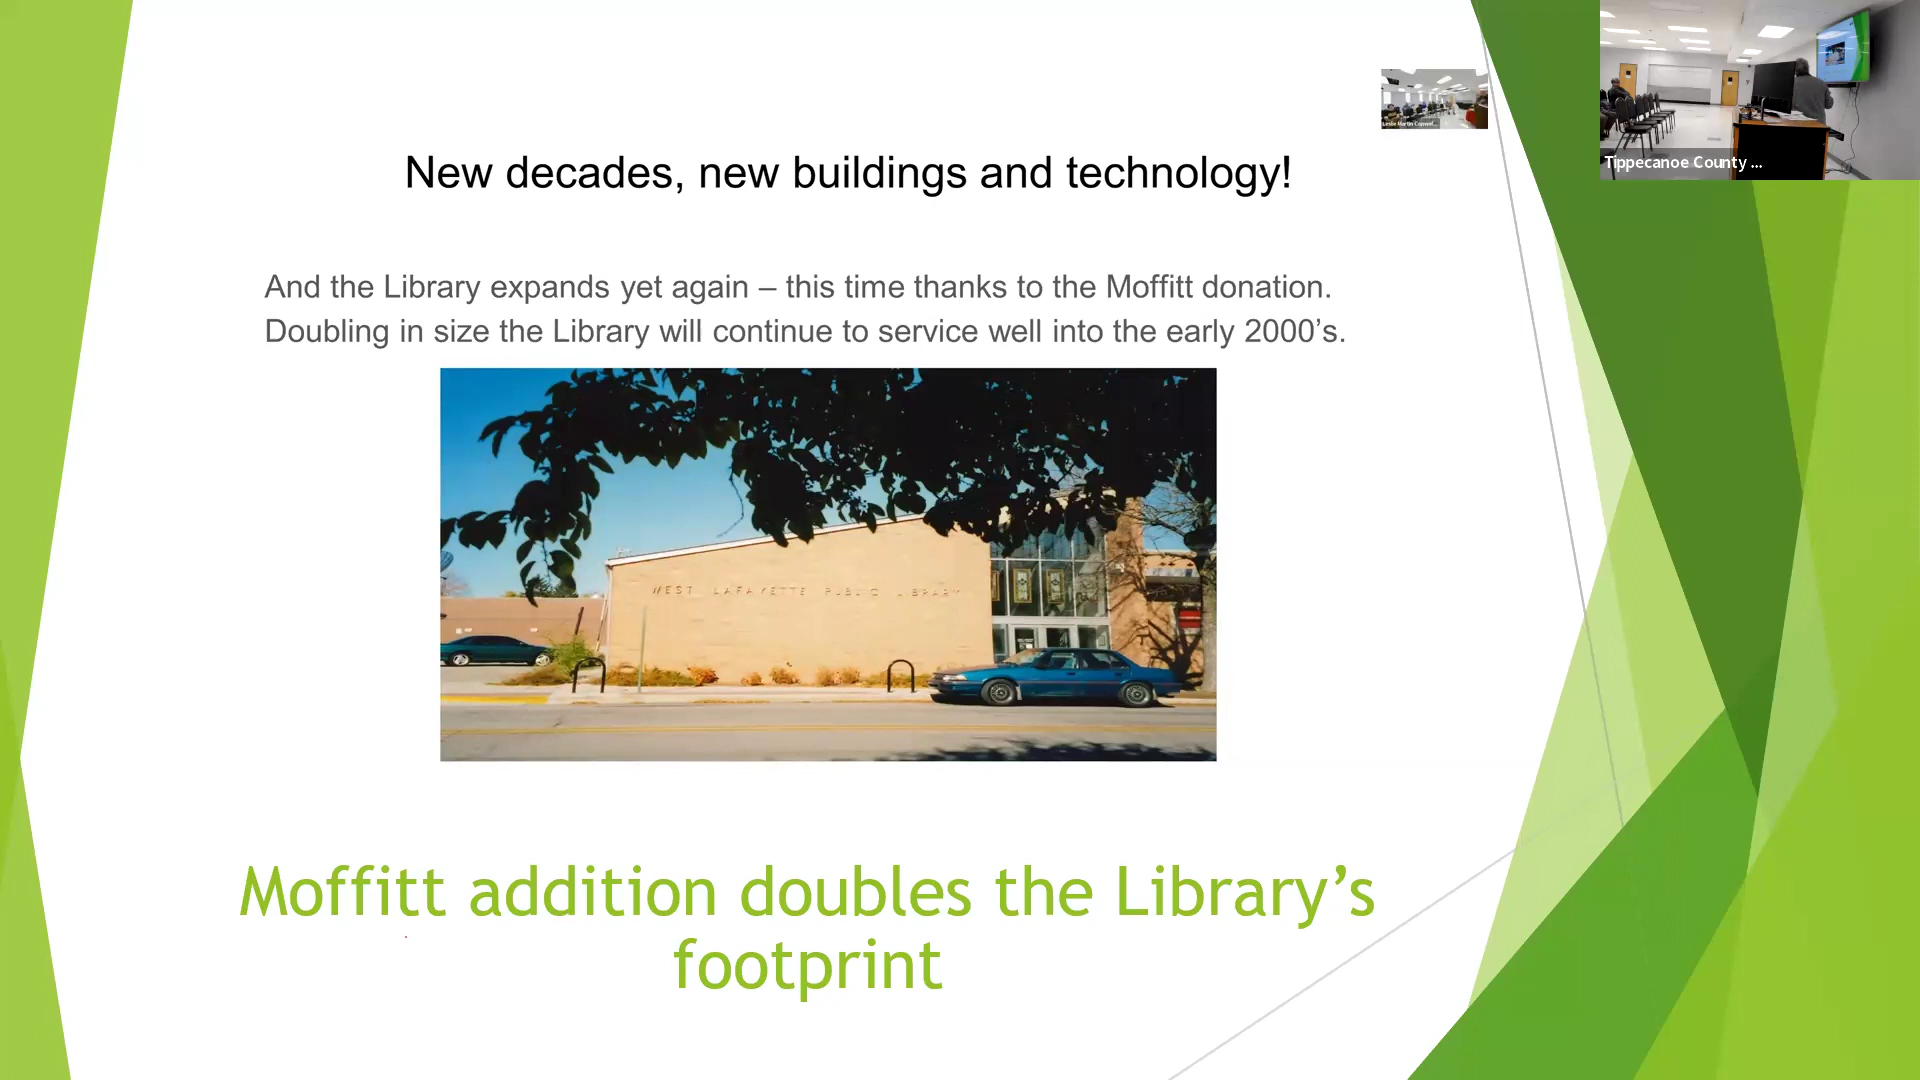 New decades, new buildings and technology!
And the Library expands yet again – this time thanks to the Moffitt donation.
Doubling in size the Library will continue to service well into the early 2000’s.
WEST LAFAYETTE PUBLIC LIBRARY
Moffitt addition doubles the Library’s
footprint
Tippecanoe County ...